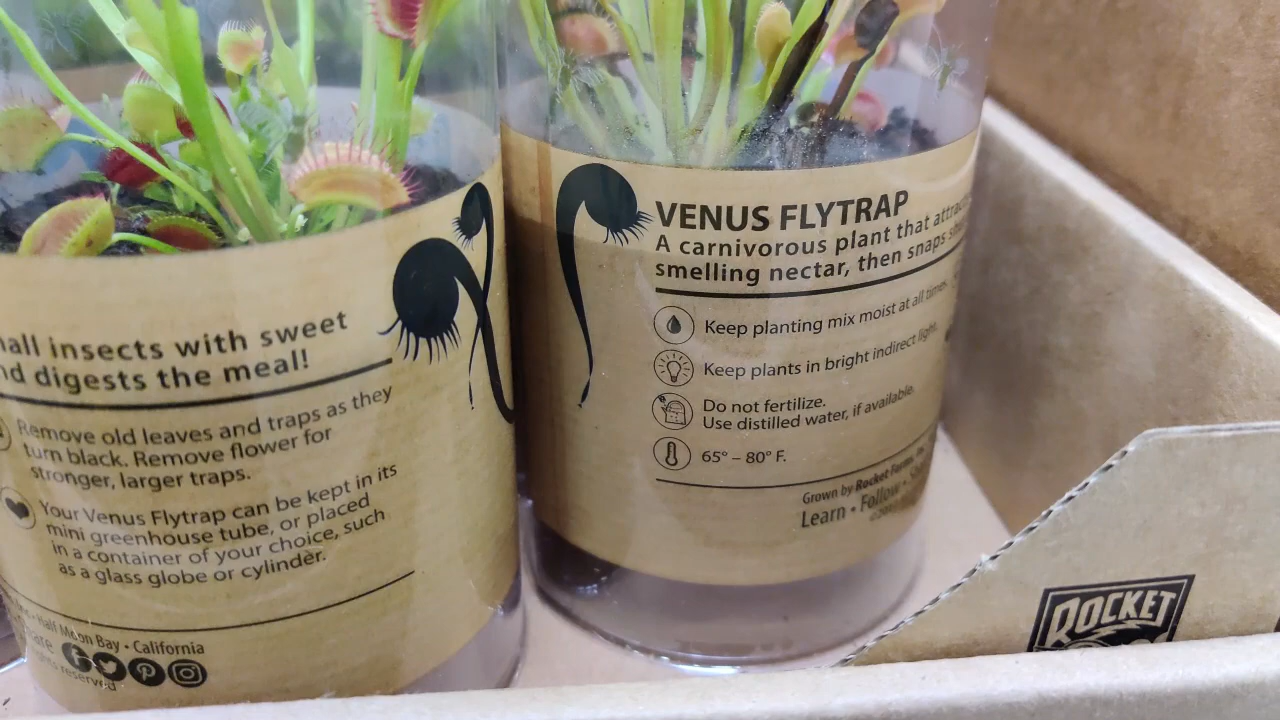 all insects with sweet
nd digests the meal!
Remove old leaves and traps as they
turn black. Remove flower for
stronger, larger traps.
Your Venus Flytrap can be kept in its
mini greenhouse tube, or placed
in a container of your choice, such
as a glass globe or cylinder.
Half Moon Bay • California
hare
reserved
VENUS FLYTRAP
A carnivorous plant that attrac
smelling nectar, then snaps
Keep planting mix moist at all times.
Keep plants in bright indirect light.
Do not fertilize.
Use distilled water, if available.
65° – 80° F.
Grown by Rocket Farms,
Learn • Follow •
ROCKET